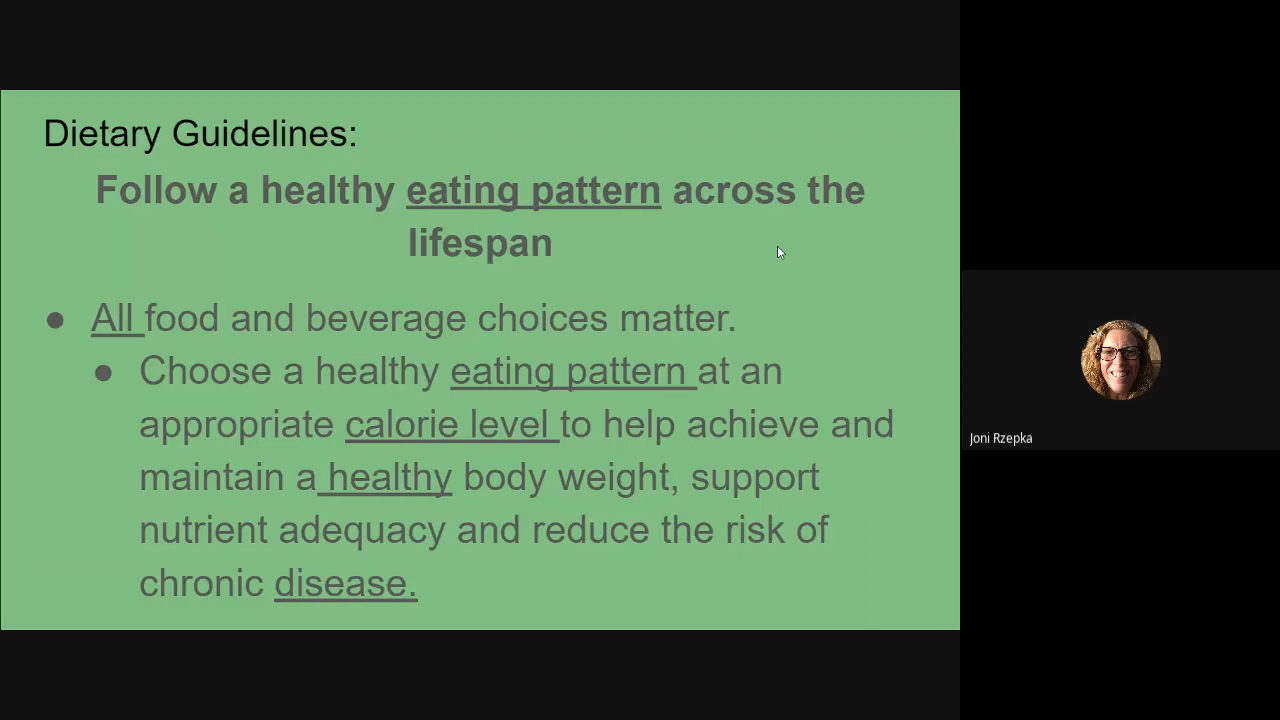 Dietary Guidelines:
Follow a healthy eating pattern across the
lifespan
● All food and beverage choices matter.
● Choose a healthy eating pattern at an
appropriate calorie level to help achieve and
maintain a healthy body weight, support
nutrient adequacy and reduce the risk of
chronic disease.
Joni Rzepka